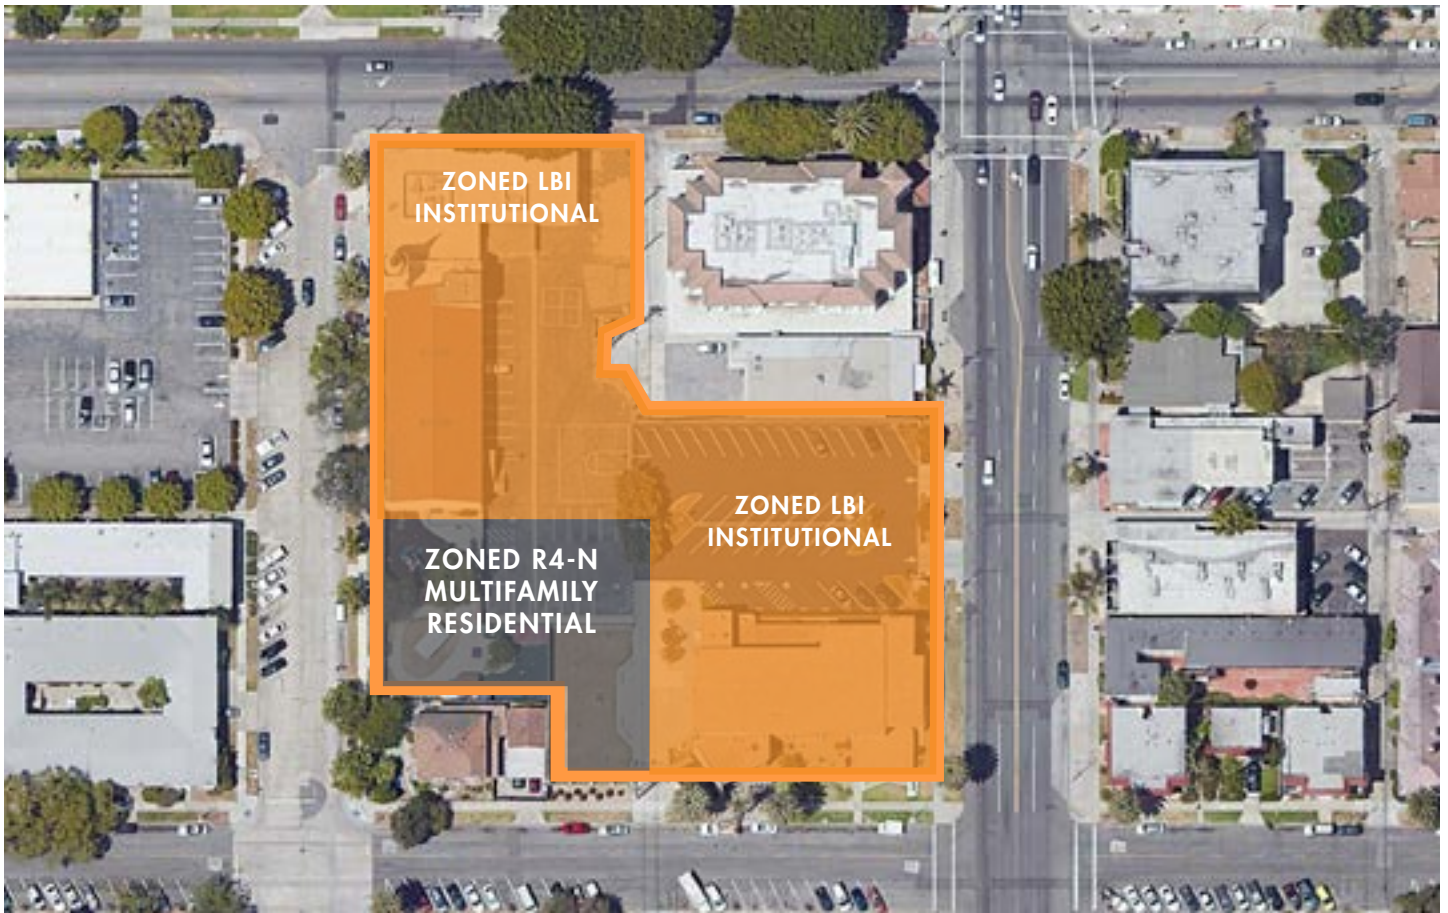 ZONED LBI
INSTITUTIONAL
ZONED LBI
INSTITUTIONAL
ZONED R4-N
MULTIFAMILY
RESIDENTIAL